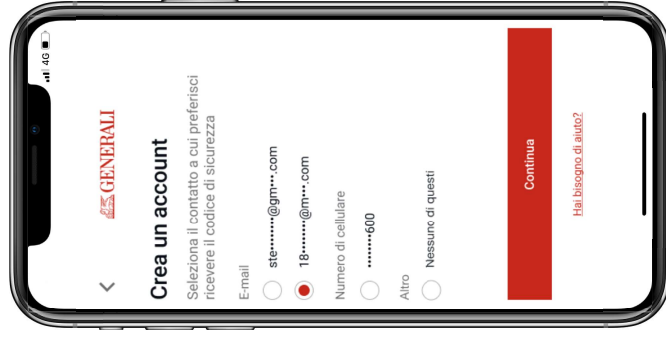 4G
GENERALI
Crea un account
Seleziona il contatto a cui preferisci
ricevere il codice di sicurezza
E-mail
ste••••••••@gm•••.com
18••••••••@m•••.com
Numero di cellulare
•••••••••600
Altro
Nessuno di questi
Continua
Hai bisogno di aiuto?